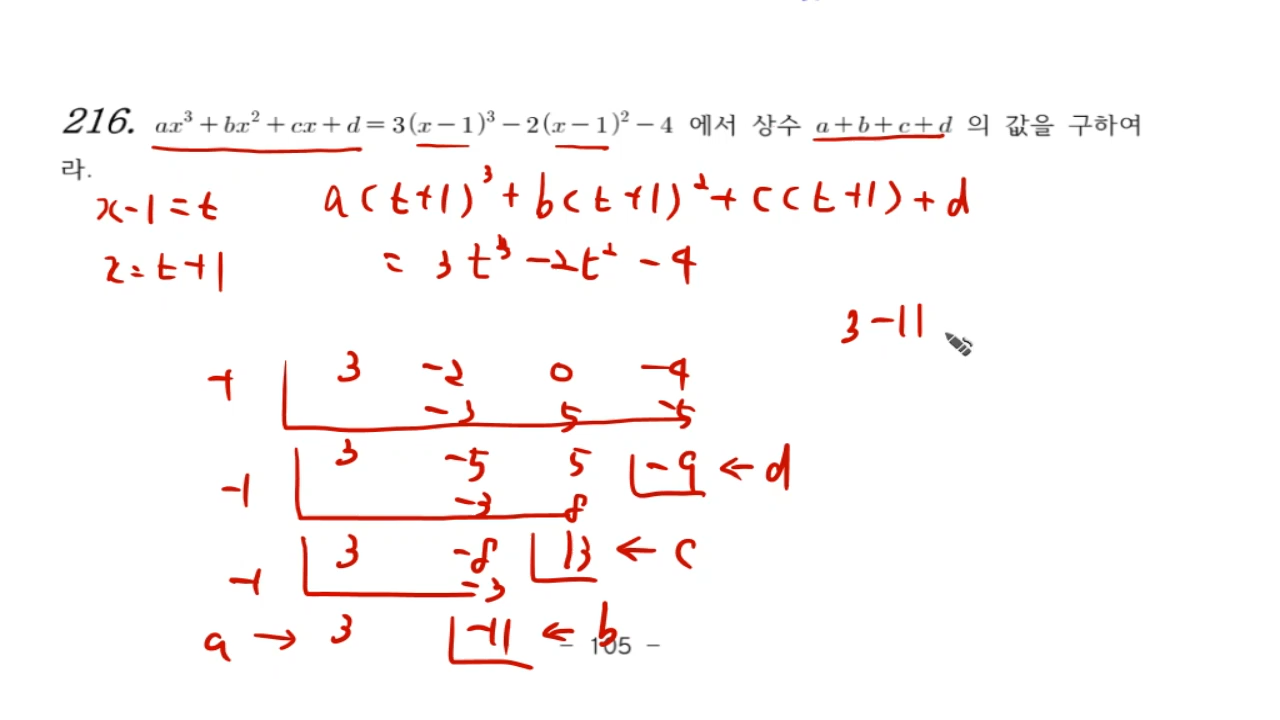 216. ax³ + bx² + cx + d = 3(x − 1)³ − 2(x − 1)² − 4 에서 상수 a + b + c + d 의 값을 구하여
라.
x-1=t a(t+1)³+b(t+1)²+c(t+1)+d
x=t+1 = 3t³-2t²-4
3-11
-1 3 -2 0 -4
-3 5 -5
3 -5 5 -9 ← d
-1 -3 8
3 -8 13 ← c
-1 -3
a → 3 -11 ← b
- 105 -